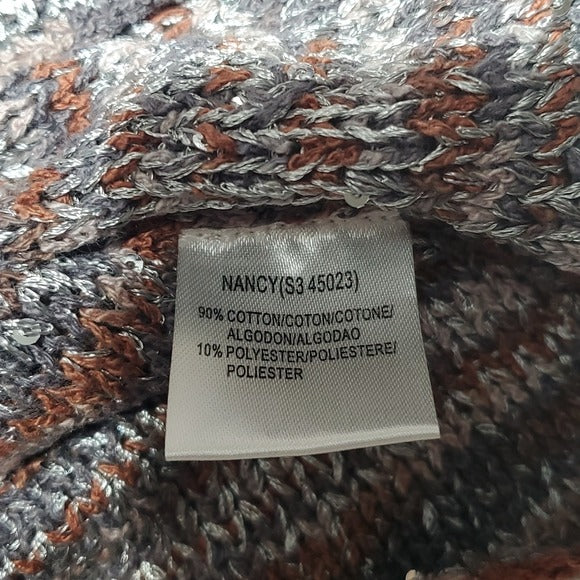 NANCY(S3 45023)
90% COTTON/COTON/COTONE/
ALGODON/ALGODAO
10% POLYESTER/POLIESTERE/
POLIESTER